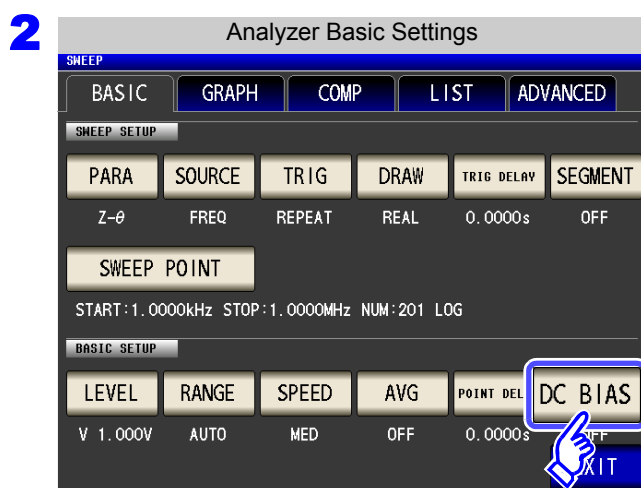 2
Analyzer Basic Settings
SWEEP
BASIC GRAPH COMP LIST ADVANCED
SWEEP SETUP
PARA SOURCE TRIG DRAW TRIG DELAY SEGMENT
Z-θ FREQ REPEAT REAL 0.0000s OFF
SWEEP POINT
START:1.0000kHz STOP:1.0000MHz NUM:201 LOG
BASIC SETUP
LEVEL RANGE SPEED AVG POINT DEL DC BIAS
V 1.000V AUTO MED OFF 0.0000s